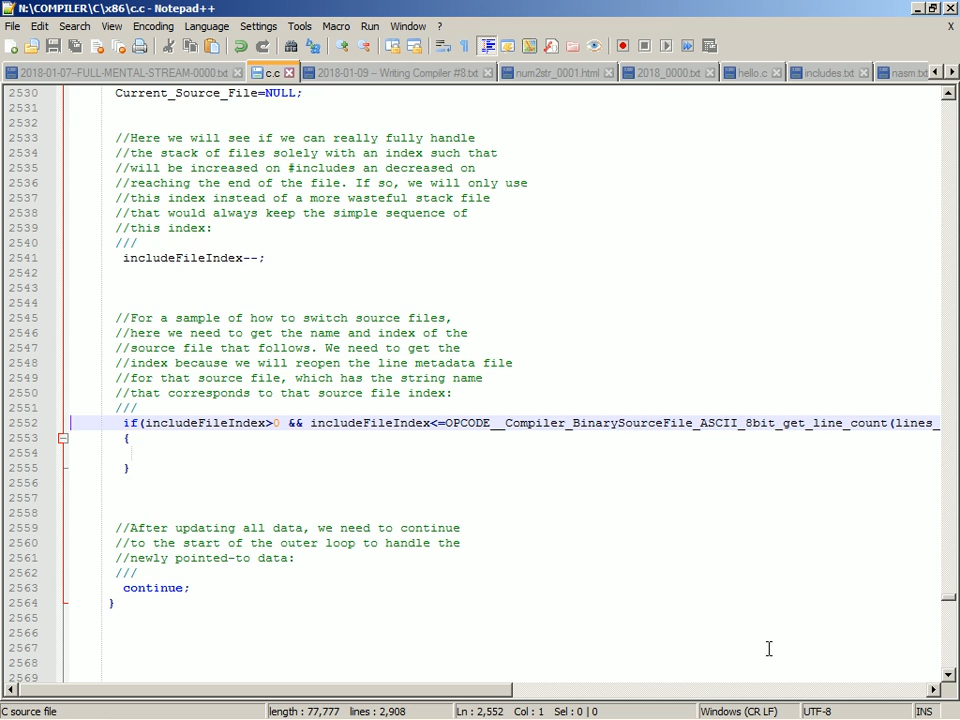 N:\COMPILER\C\x86\c.c - Notepad++
File Edit Search View Encoding Language Settings Tools Macro Run Window ? X
2018-01-07-FULL-MENTAL-STREAM-0000.txt c.c 2018-01-09 – Writing Compiler #8.txt num2str_0001.html 2018_0000.txt hello.c includes.txt nasm.txt
2530 Current_Source_File=NULL;
2531
2532
2533 //Here we will see if we can really fully handle
2534 //the stack of files solely with an index such that
2535 //will be increased on #includes an decreased on
2536 //reaching the end of the file. If so, we will only use
2537 //this index instead of a more wasteful stack file
2538 //that would always keep the simple sequence of
2539 //this index:
2540 ///
2541 includeFileIndex--;
2542
2543
2544
2545 //For a sample of how to switch source files,
2546 //here we need to get the name and index of the
2547 //source file that follows. We need to get the
2548 //index because we will reopen the line metadata file
2549 //for that source file, which has the string name
2550 //that corresponds to that source file index:
2551 ///
2552 if(includeFileIndex>0 && includeFileIndex<=OPCODE__Compiler_BinarySourceFile_ASCII_8bit_get_line_count(lines_
2553 {
2554
2555 }
2556
2557
2558
2559 //After updating all data, we need to continue
2560 //to the start of the outer loop to handle the
2561 //newly pointed-to data:
2562 ///
2563 continue;
2564 }
2565
2566
2567
2568
2569
C source file length : 77,777 lines : 2,908 Ln : 2,552 Col : 1 Sel : 0 | 0 Windows (CR LF) UTF-8 INS